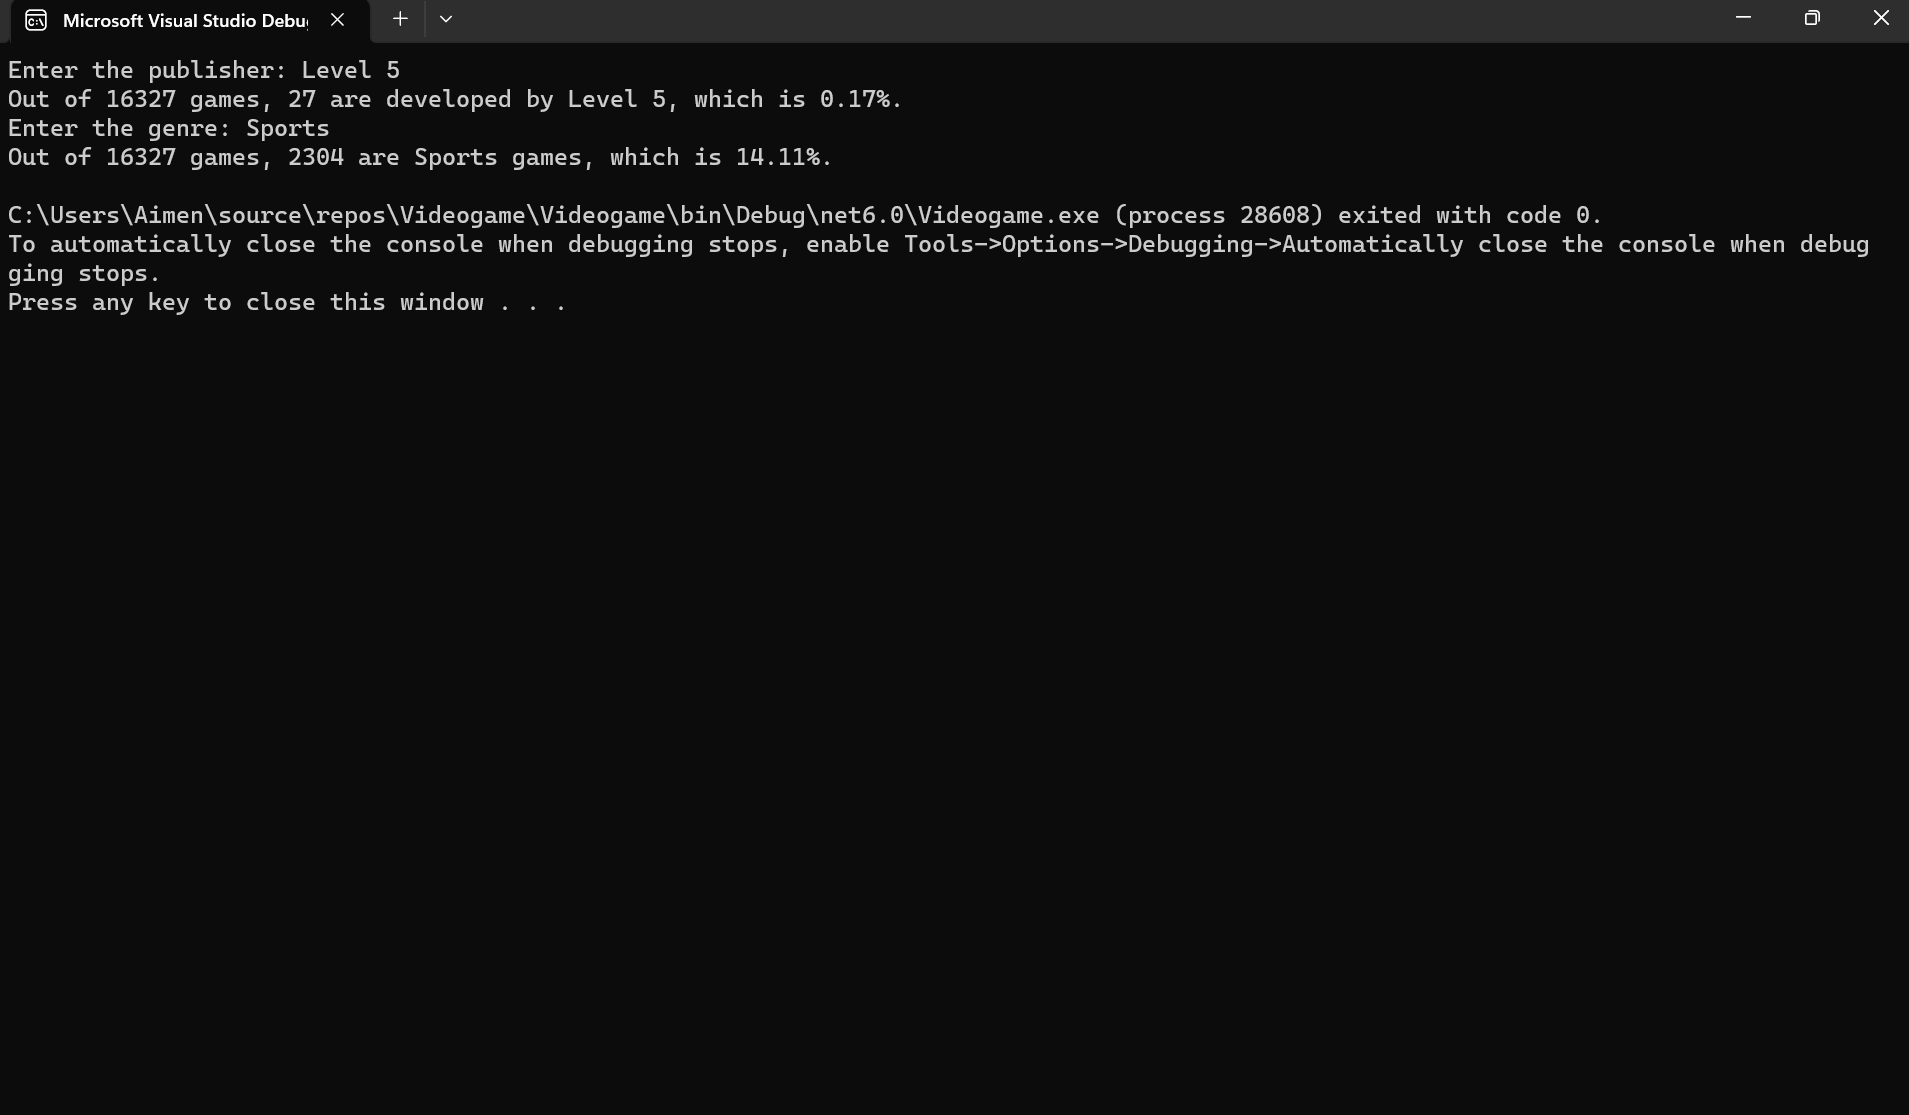 Microsoft Visual Studio Debu
Enter the publisher: Level 5
Out of 16327 games, 27 are developed by Level 5, which is 0.17%.
Enter the genre: Sports
Out of 16327 games, 2304 are Sports games, which is 14.11%.
C:\Users\Aimen\source\repos\Videogame\Videogame\bin\Debug\net6.0\Videogame.exe (process 28608) exited with code 0.
To automatically close the console when debugging stops, enable Tools->Options->Debugging->Automatically close the console when debug
ging stops.
Press any key to close this window . . .